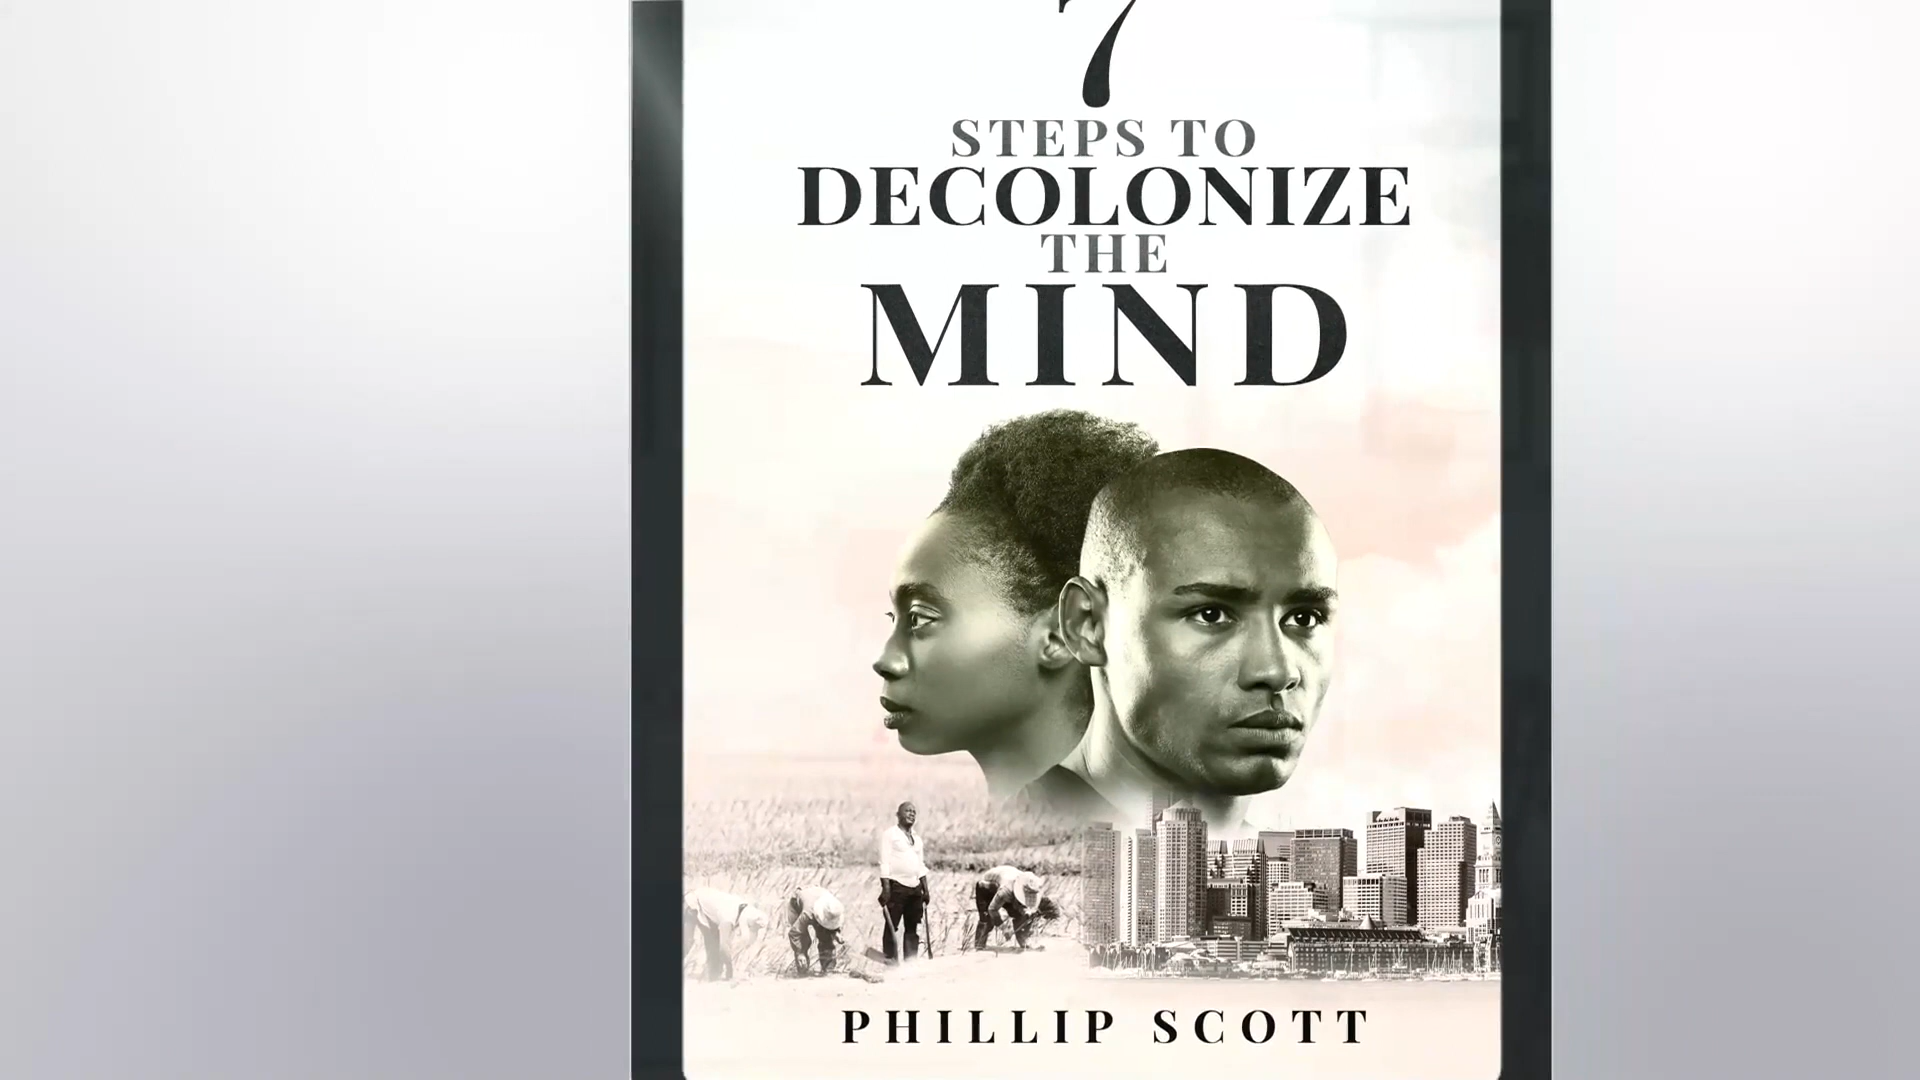 7
STEPS TO
DECOLONIZE
THE
MIND
PHILLIP SCOTT